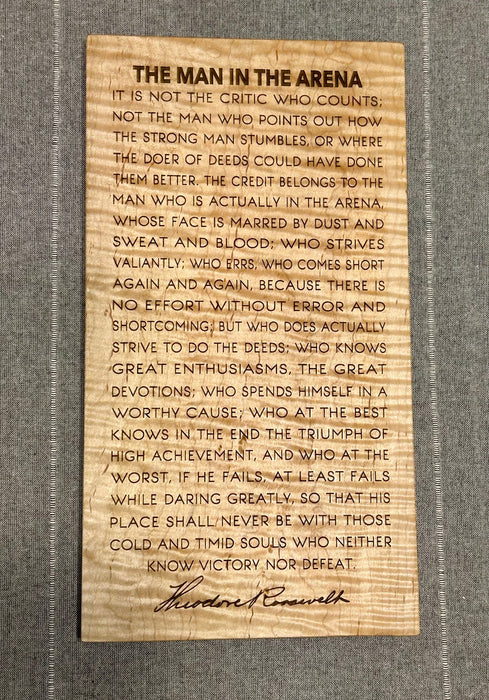 THE MAN IN THE ARENA
IT IS NOT THE CRITIC WHO COUNTS;
NOT THE MAN WHO POINTS OUT HOW
THE STRONG MAN STUMBLES, OR WHERE
THE DOER OF DEEDS COULD HAVE DONE
THEM BETTER. THE CREDIT BELONGS TO THE
MAN WHO IS ACTUALLY IN THE ARENA,
WHOSE FACE IS MARRED BY DUST AND
SWEAT AND BLOOD; WHO STRIVES
VALIANTLY; WHO ERRS, WHO COMES SHORT
AGAIN AND AGAIN, BECAUSE THERE IS
NO EFFORT WITHOUT ERROR AND
SHORTCOMING; BUT WHO DOES ACTUALLY
STRIVE TO DO THE DEEDS; WHO KNOWS
GREAT ENTHUSIASMS, THE GREAT
DEVOTIONS; WHO SPENDS HIMSELF IN A
WORTHY CAUSE; WHO AT THE BEST
KNOWS IN THE END THE TRIUMPH OF
HIGH ACHIEVEMENT, AND WHO AT THE
WORST, IF HE FAILS, AT LEAST FAILS
WHILE DARING GREATLY, SO THAT HIS
PLACE SHALL NEVER BE WITH THOSE
COLD AND TIMID SOULS WHO NEITHER
KNOW VICTORY NOR DEFEAT.
Theodore Roosevelt